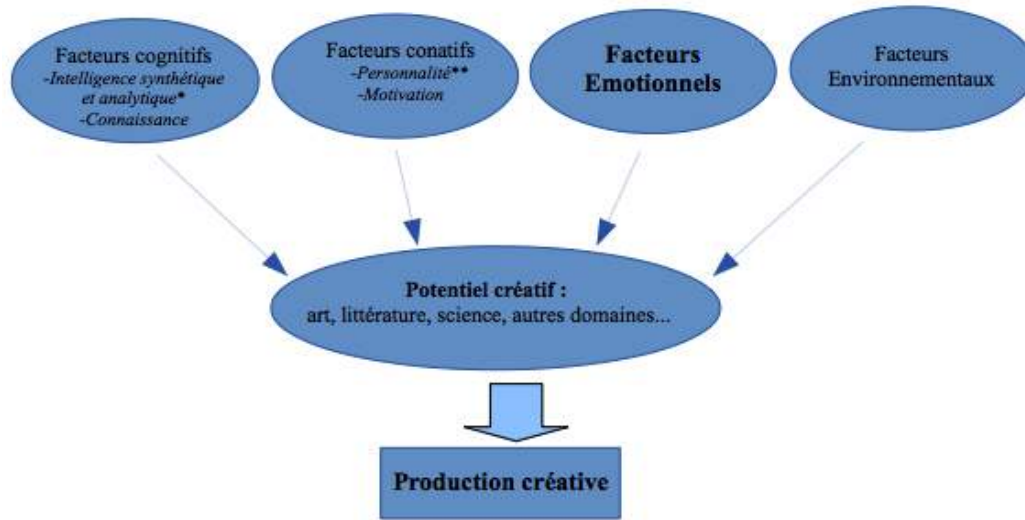 Facteurs cognitifs
-Intelligence synthétique
et analytique*
-Connaissance
Facteurs conatifs
-Personnalité**
-Motivation
Facteurs
Emotionnels
Facteurs
Environnementaux
Potentiel créatif :
art, littérature, science, autres domaines...
Production créative